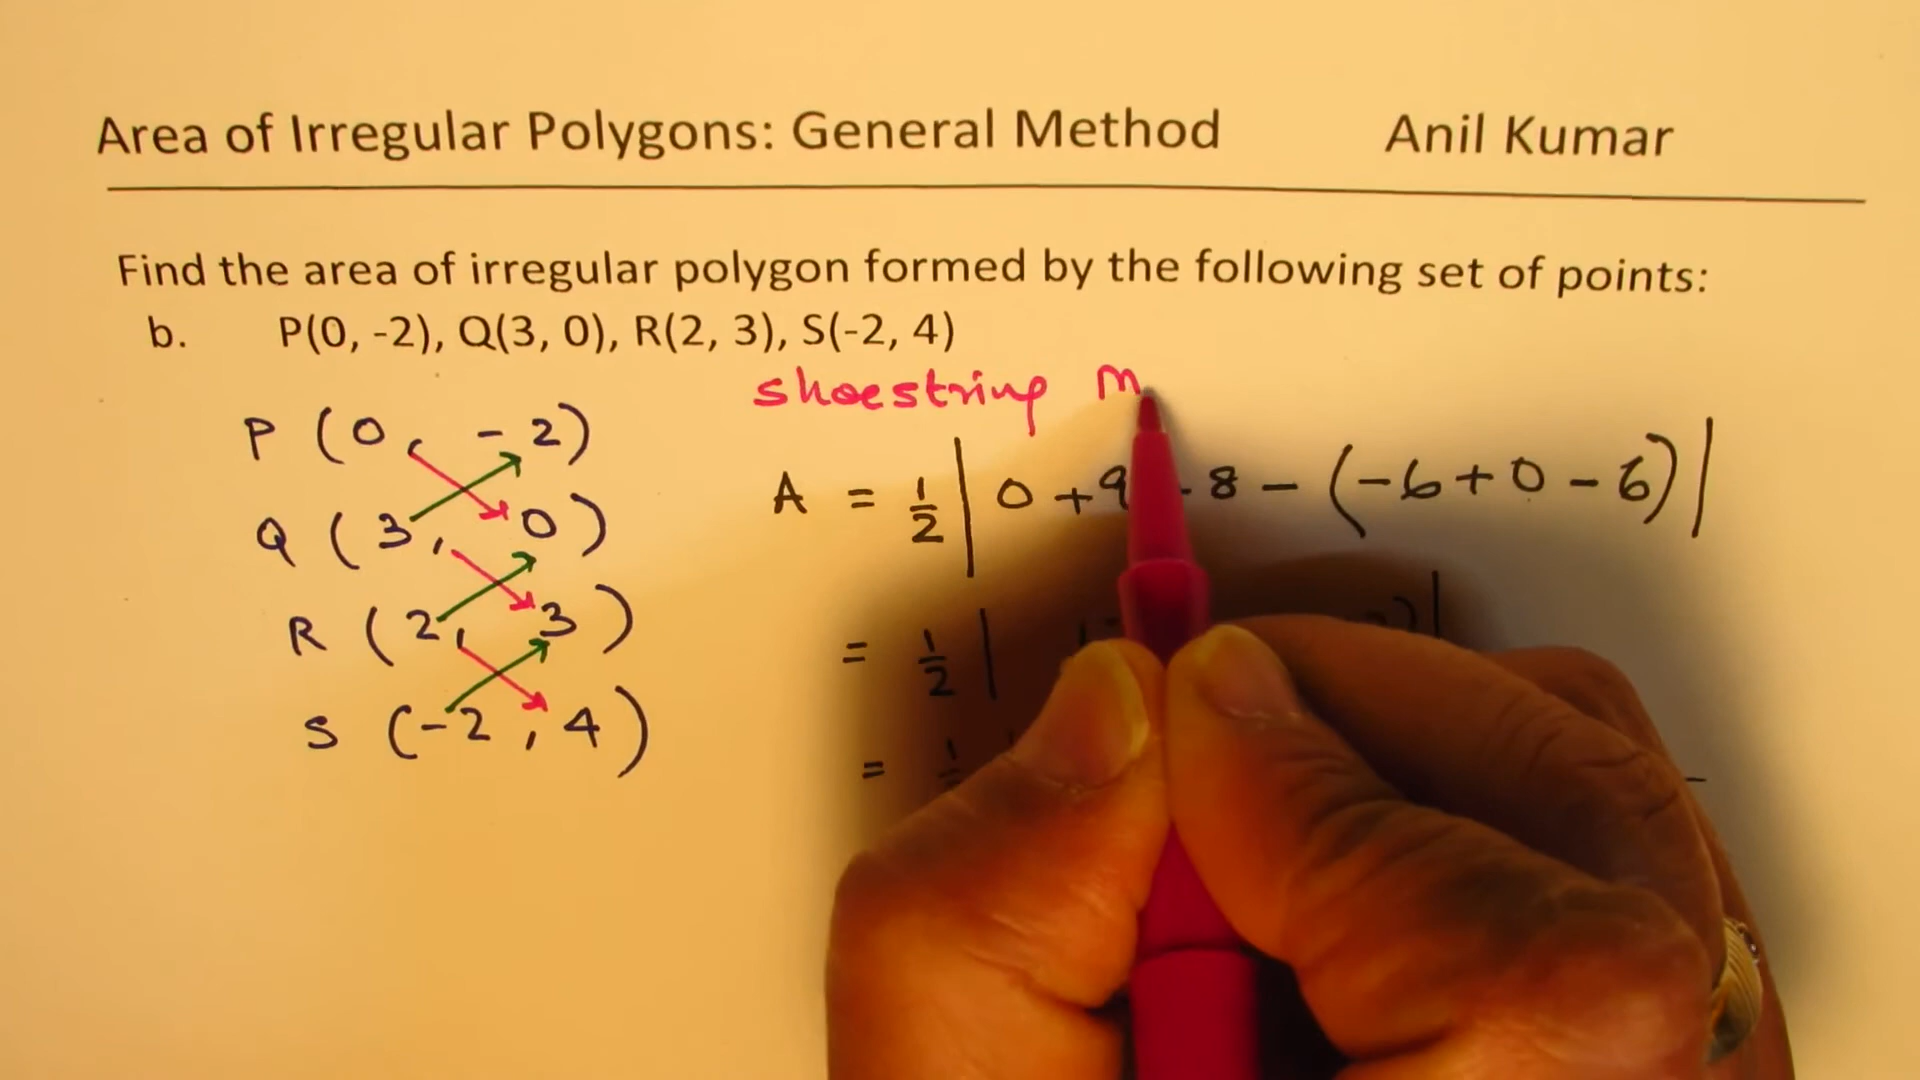 Area of Irregular Polygons: General Method Anil Kumar
Find the area of irregular polygon formed by the following set of points:
b. P(0, -2), Q(3, 0), R(2, 3), S(-2, 4)
shoestring M
P (0, -2)
Q (3, 0)
R (2, 3)
S (-2, 4)
A = 1/2 | 0 + 9 8 - (-6 + 0 - 6) |
= 1/2 |
=